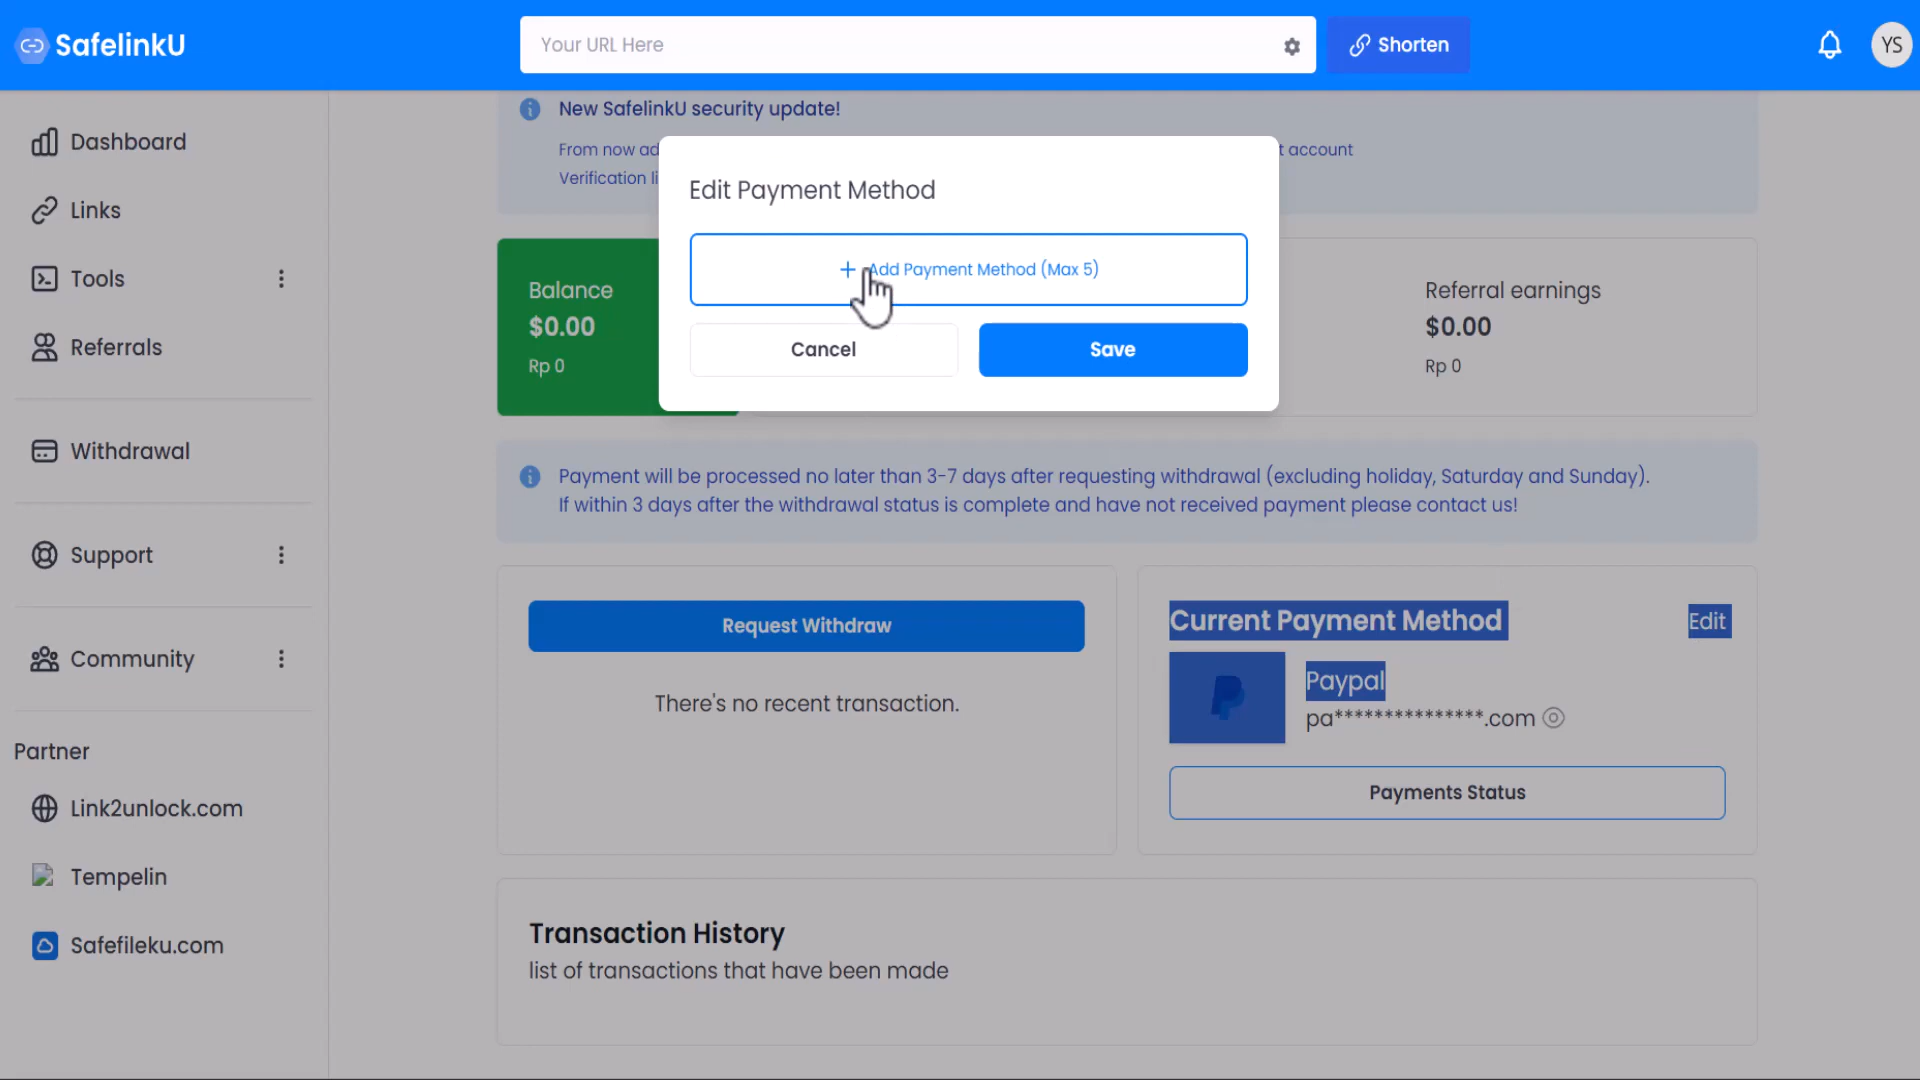 SafelinkU
Your URL Here
Shorten
YS
Dashboard
Links
Tools
Referrals
Withdrawal
Support
Community
Partner
Link2unlock.com
Tempelin
Safefileku.com
New SafelinkU security update!
From now ad
t account
Verification li
Edit Payment Method
+ Add Payment Method (Max 5)
Cancel
Save
Balance
$0.00
Rp 0
Referral earnings
$0.00
Rp 0
Payment will be processed no later than 3-7 days after requesting withdrawal (excluding holiday, Saturday and Sunday).
If within 3 days after the withdrawal status is complete and have not received payment please contact us!
Request Withdraw
There's no recent transaction.
Current Payment Method
Edit
Paypal
pa***************.com
Payments Status
Transaction History
list of transactions that have been made